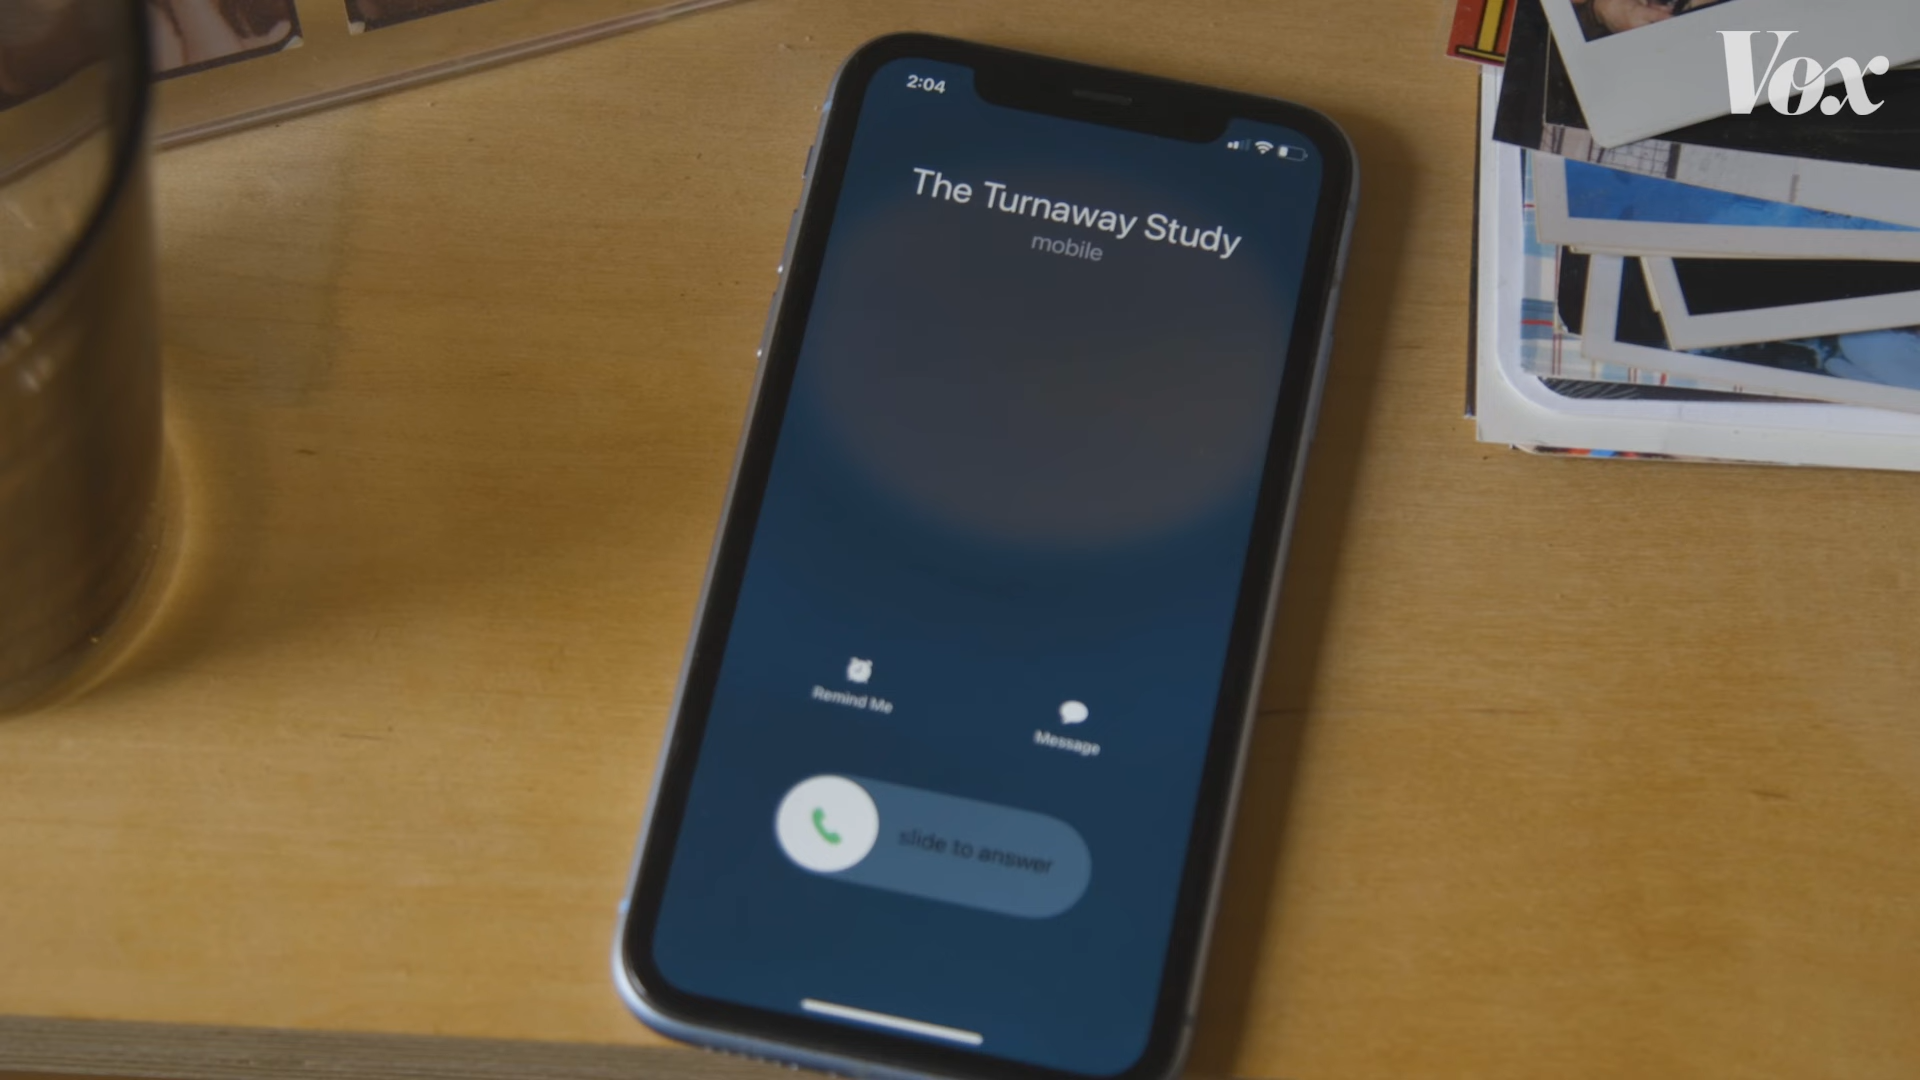 Vox
2:04
The Turnaway Study
mobile
Remind Me
Message
slide to answer